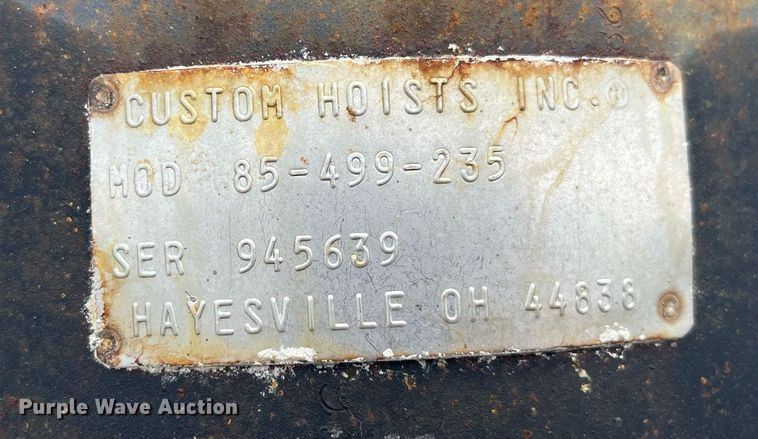 CUSTOM HOISTS INC.
MOD 85-499-235
SER 945639
HAYESVILLE OH 44838
Purple Wave Auction